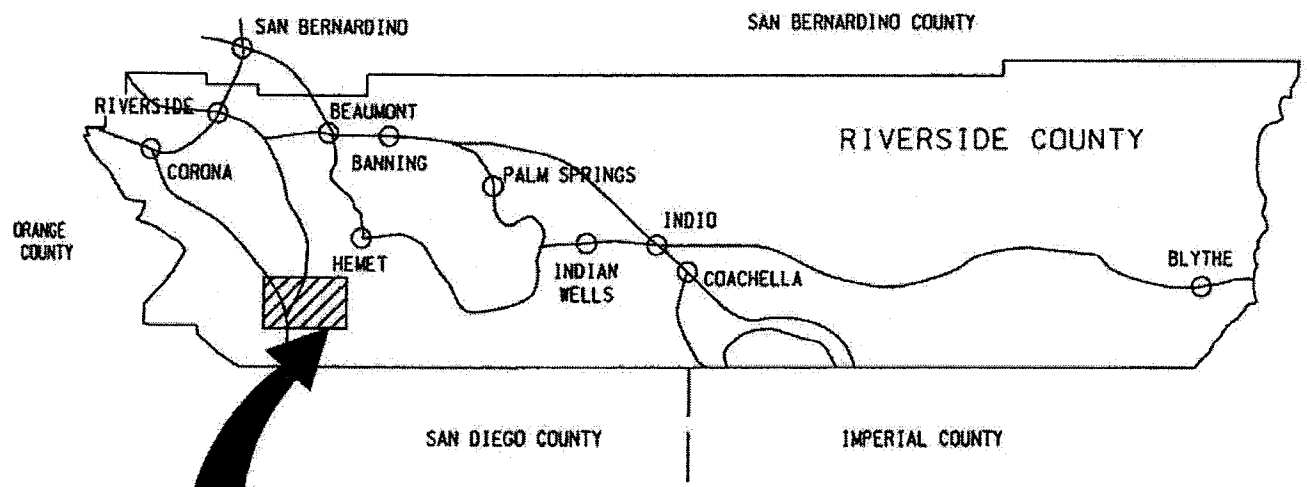 SAN BERNARDINO
SAN BERNARDINO COUNTY
RIVERSIDE
BEAUMONT
RIVERSIDE COUNTY
CORONA
BANNING
PALM SPRINGS
ORANGE
COUNTY
HEMET
INDIO
INDIAN
WELLS
COACHELLA
BLYTHE
SAN DIEGO COUNTY
IMPERIAL COUNTY